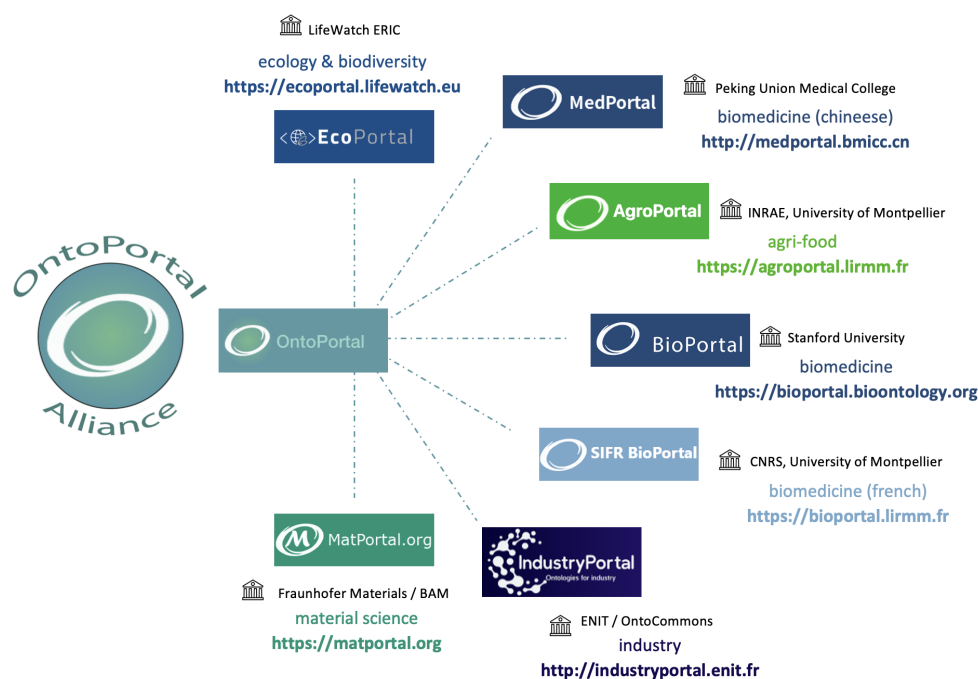 LifeWatch ERIC
ecology & biodiversity
https://ecoportal.lifewatch.eu
<>EcoPortal
MedPortal
Peking Union Medical College
biomedicine (chineese)
http://medportal.bmicc.cn
AgroPortal
INRAE, University of Montpellier
agri-food
https://agroportal.lirmm.fr
OntoPortal
Alliance
OntoPortal
BioPortal
Stanford University
biomedicine
https://bioportal.bioontology.org
SIFR BioPortal
CNRS, University of Montpellier
biomedicine (french)
https://bioportal.lirmm.fr
M MatPortal.org
Fraunhofer Materials / BAM
material science
https://matportal.org
IndustryPortal
Ontologies for industry
ENIT / OntoCommons
industry
http://industryportal.enit.fr